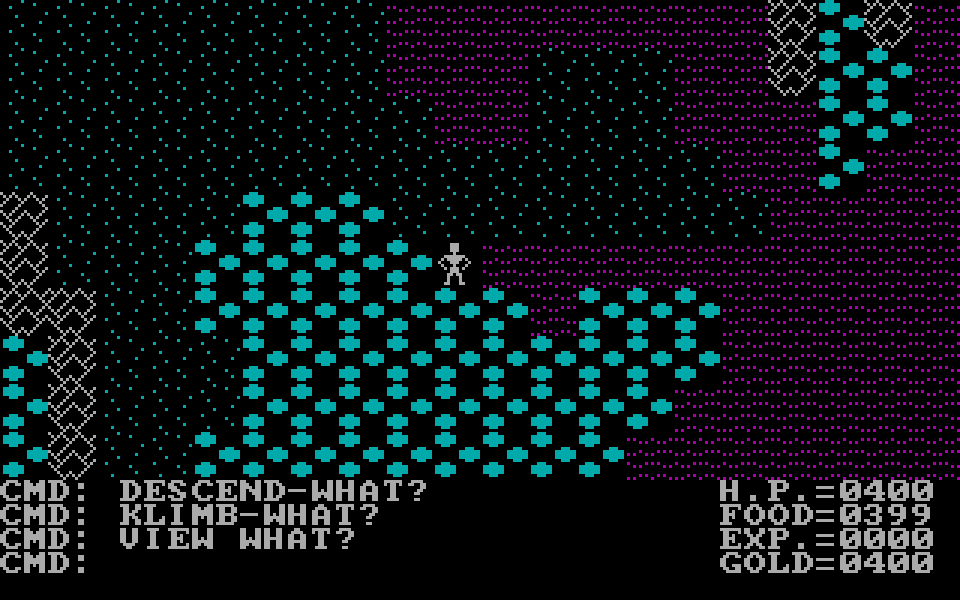 CMD: DESCEND-WHAT? H.P.=0400
CMD: KLIMB-WHAT? FOOD=0399
CMD: VIEW WHAT? EXP.=0000
CMD: GOLD=0400